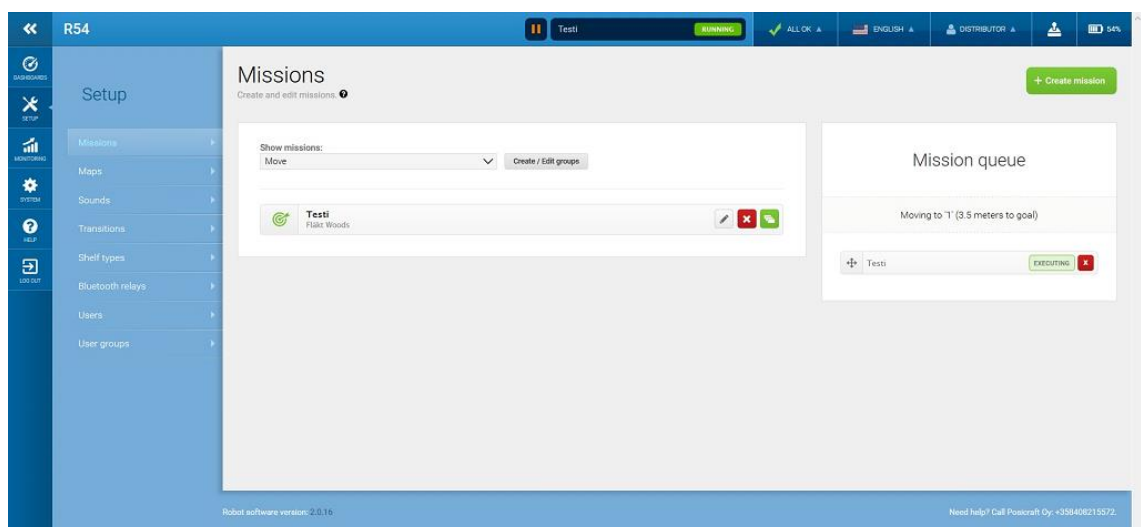 R54
Testi
RUNNING
ALL OK
ENGLISH
DISTRIBUTOR
54%
DASHBOARDS
SETUP
MONITORING
SYSTEM
HELP
LOG OUT
Setup
Missions
Maps
Sounds
Transitions
Shelf types
Bluetooth relays
Users
User groups
Missions
Create and edit missions.
+ Create mission
Show missions:
Move
Create / Edit groups
Testi
Fläkt Woods
Mission queue
Moving to '1' (3.5 meters to goal)
Testi
EXECUTING
Robot software version: 2.0.16
Need help? Call Posicraft Oy: +358408215572.